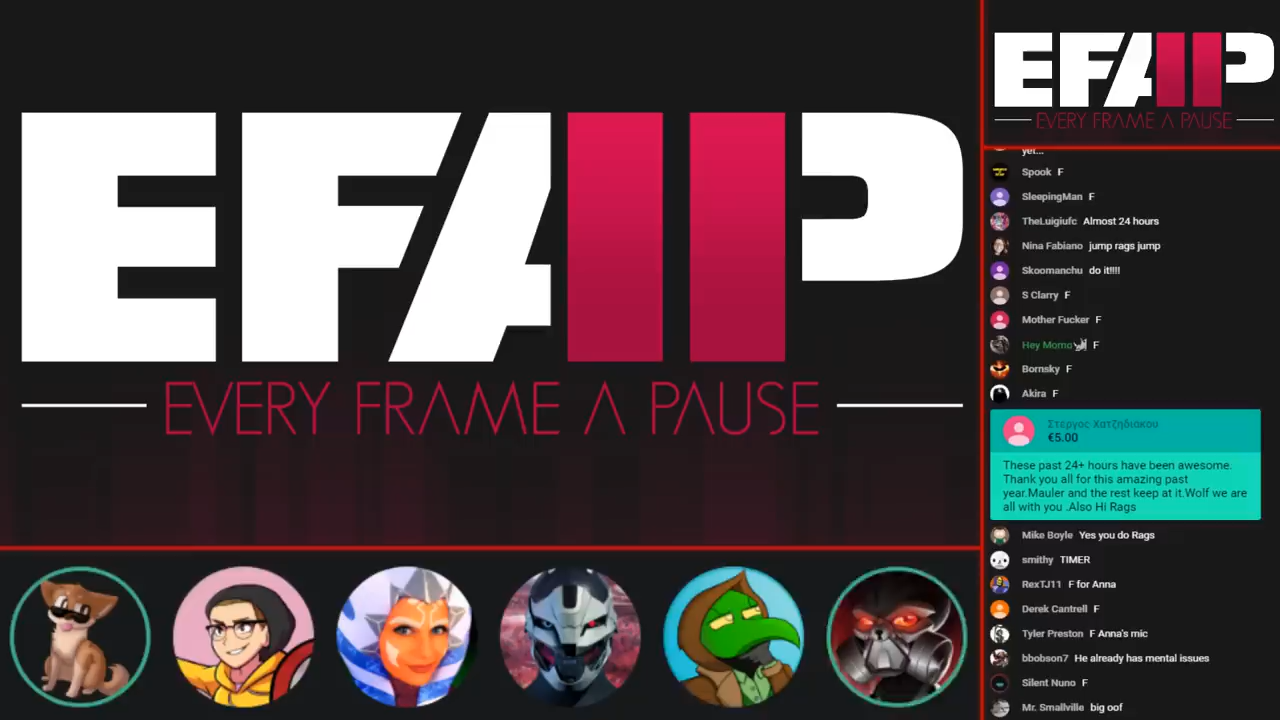 EFAP
EVERY FRAME A PAUSE
EFAP
EVERY FRAME A PAUSE
yet...
Spook F
SleepingMan F
TheLuigiufc Almost 24 hours
Nina Fabiano jump rags jump
Skoomanchu do it!!!!
S Clarry F
Mother Fucker F
Hey Momo F
Bornsky F
Akira F
Στεργος Χατζηδιακου
€5.00
These past 24+ hours have been awesome.
Thank you all for this amazing past
year.Mauler and the rest keep at it.Wolf we are
all with you .Also Hi Rags
Mike Boyle Yes you do Rags
smithy TIMER
RexTJ11 F for Anna
Derek Cantrell F
Tyler Preston F Anna's mic
bbobson7 He already has mental issues
Silent Nuno F
Mr. Smallville big oof